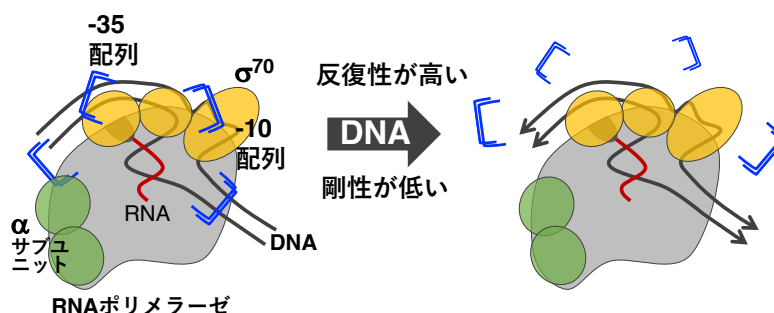 -35
配列
σ70
-10
配列
RNA
DNA
α
サブユ
ニット
RNAポリメラーゼ
反復性が高い
DNA
剛性が低い